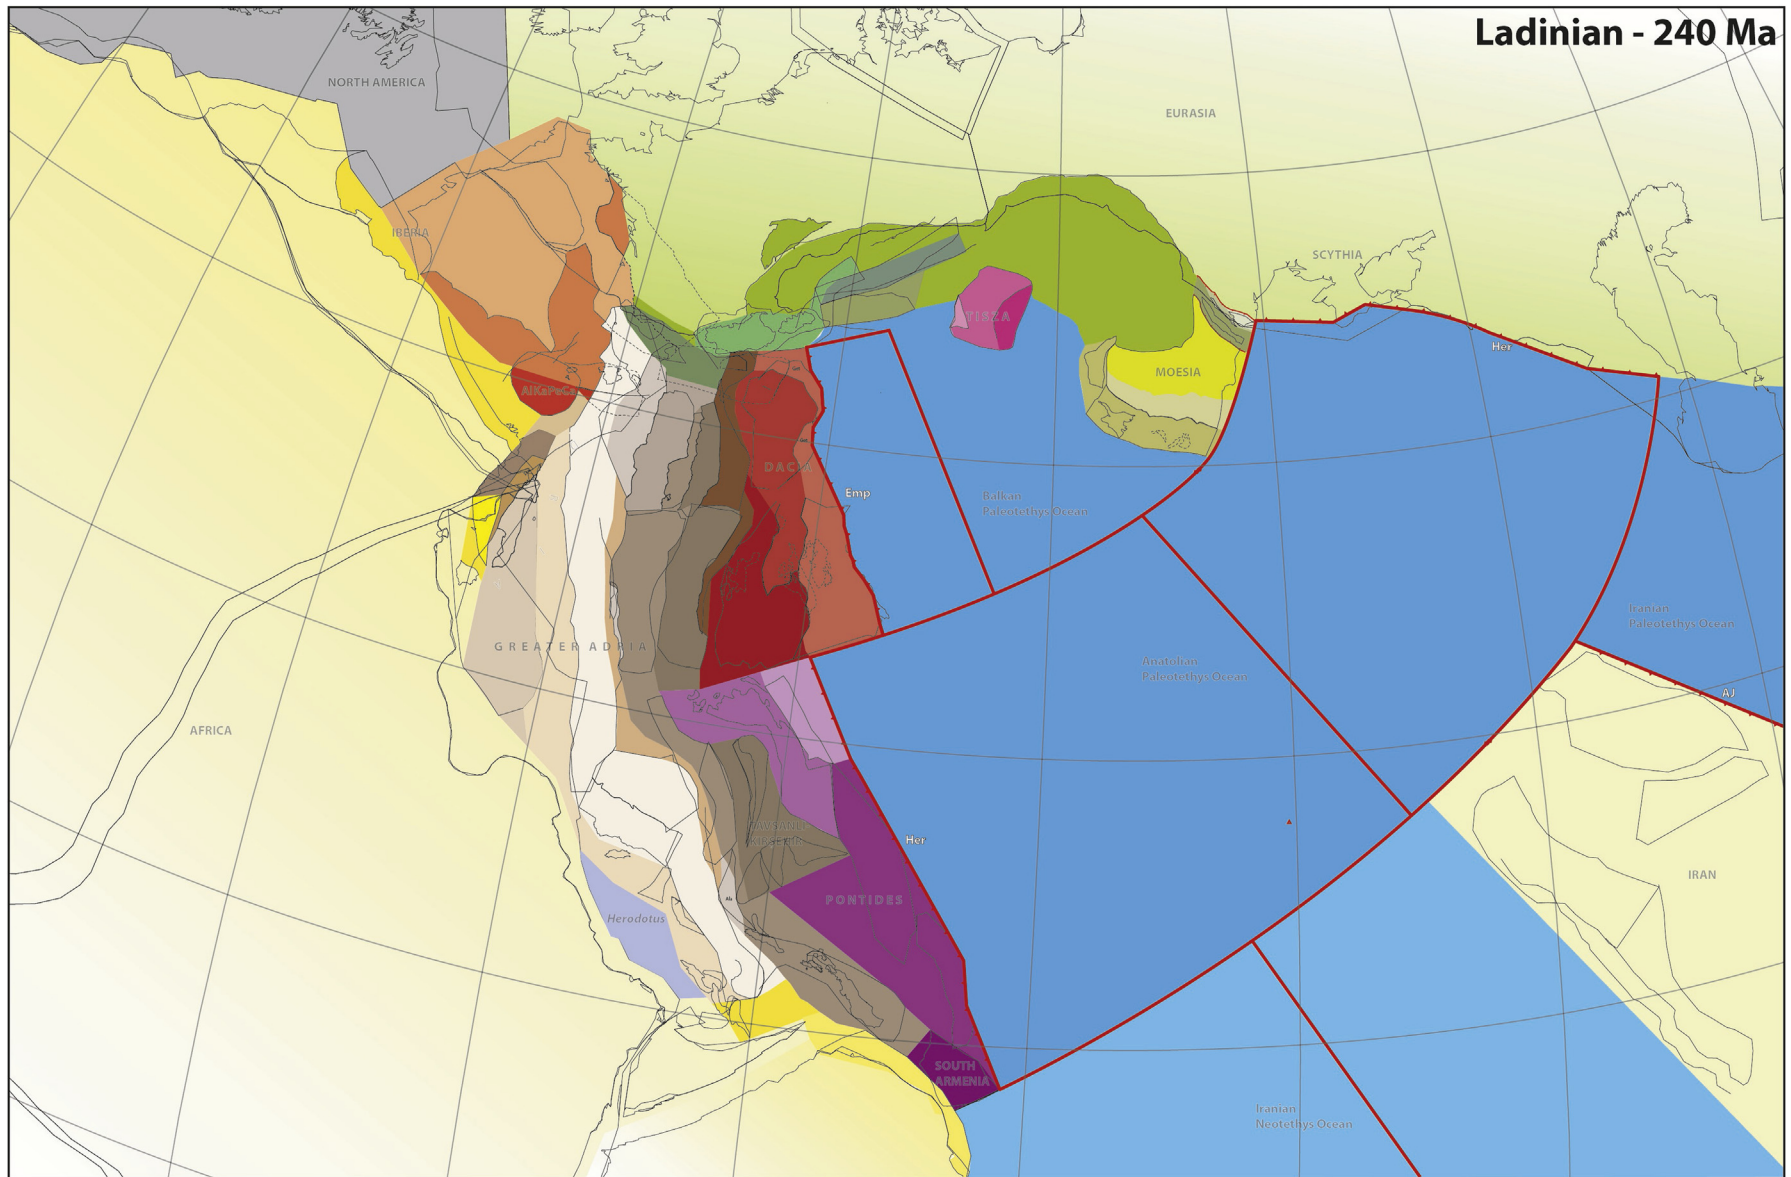 Ladinian - 240 Ma
NORTH AMERICA
EURASIA
IBERIA
SCYTHIA
TISZA
Her
MOESIA
AlKaPeCa
DACIA
Emp
Balkan
Paleotethys Ocean
Iranian
Paleotethys Ocean
GREATER ADRIA
Anatolian
Paleotethys Ocean
AJ
AFRICA
TAVSANLI
Her
IRAN
PONTIDES
Herodotus
SOUTH
ARMENIA
Iranian
Neotethys Ocean